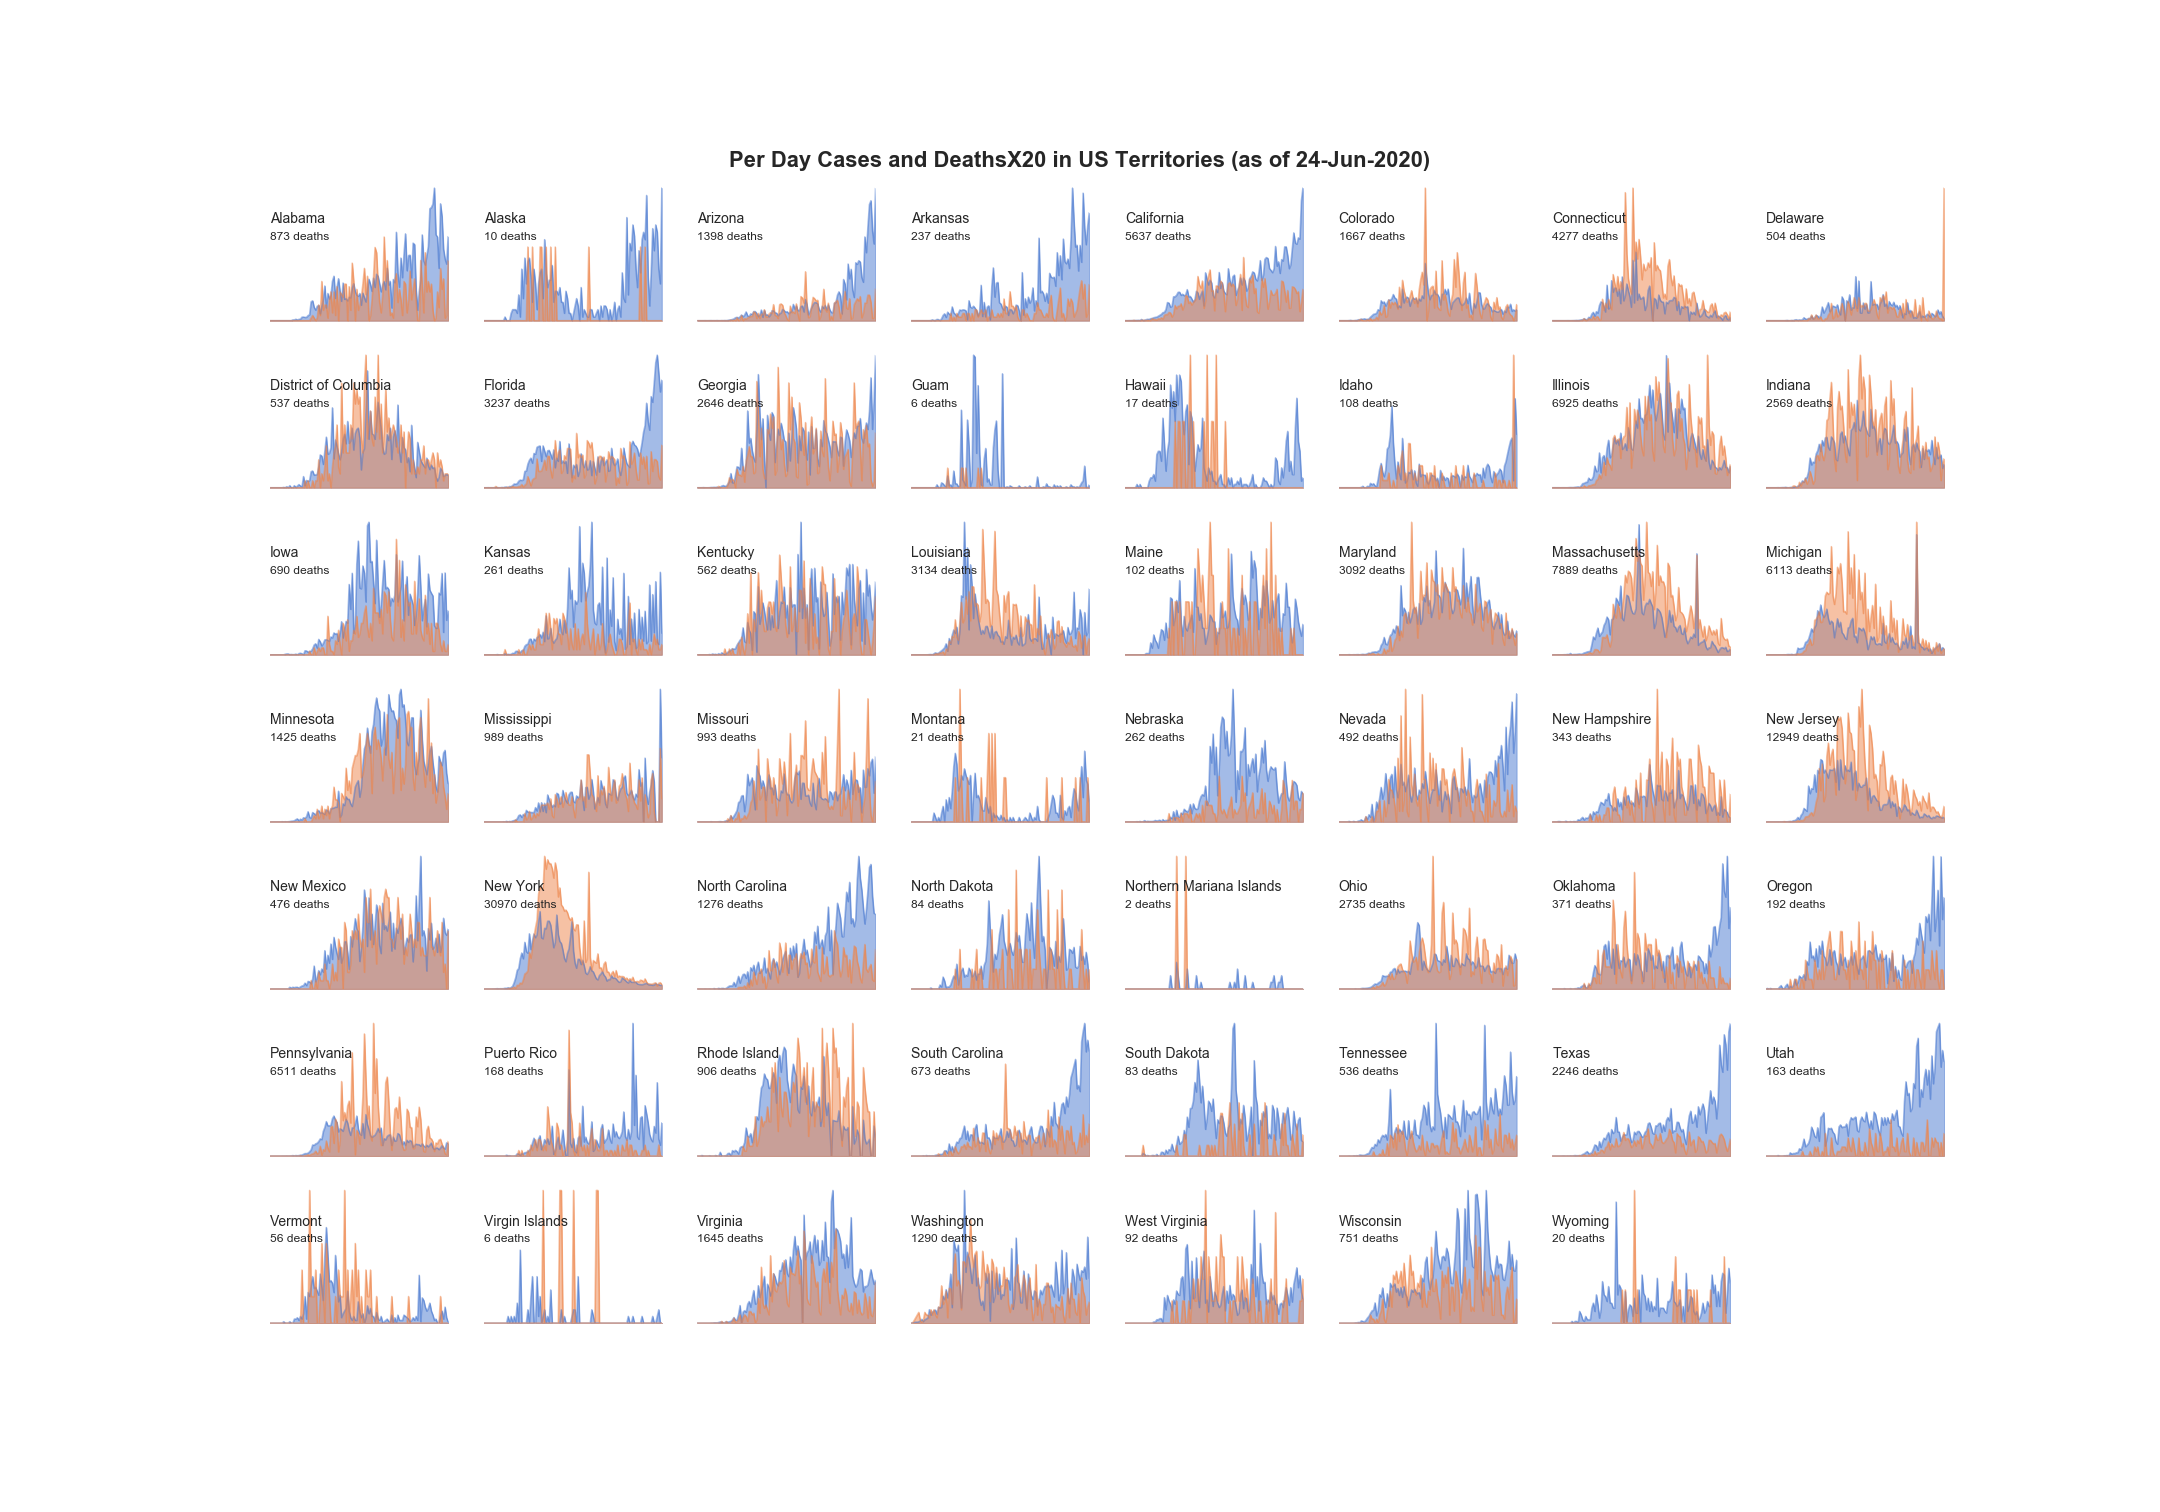 Per Day Cases and DeathsX20 in US Territories (as of 24-Jun-2020)
Alabama
873 deaths
Alaska
10 deaths
Arizona
1398 deaths
Arkansas
237 deaths
California
5637 deaths
Colorado
1667 deaths
Connecticut
4277 deaths
Delaware
504 deaths
District of Columbia
537 deaths
Florida
3237 deaths
Georgia
2646 deaths
Guam
6 deaths
Hawaii
17 deaths
Idaho
108 deaths
Illinois
6925 deaths
Indiana
2569 deaths
Iowa
690 deaths
Kansas
261 deaths
Kentucky
562 deaths
Louisiana
3134 deaths
Maine
102 deaths
Maryland
3092 deaths
Massachusetts
7889 deaths
Michigan
6113 deaths
Minnesota
1425 deaths
Mississippi
989 deaths
Missouri
993 deaths
Montana
21 deaths
Nebraska
262 deaths
Nevada
492 deaths
New Hampshire
343 deaths
New Jersey
12949 deaths
New Mexico
476 deaths
New York
30970 deaths
North Carolina
1276 deaths
North Dakota
84 deaths
Northern Mariana Islands
2 deaths
Ohio
2735 deaths
Oklahoma
371 deaths
Oregon
192 deaths
Pennsylvania
6511 deaths
Puerto Rico
168 deaths
Rhode Island
906 deaths
South Carolina
673 deaths
South Dakota
83 deaths
Tennessee
536 deaths
Texas
2246 deaths
Utah
163 deaths
Vermont
56 deaths
Virgin Islands
6 deaths
Virginia
1645 deaths
Washington
1290 deaths
West Virginia
92 deaths
Wisconsin
751 deaths
Wyoming
20 deaths